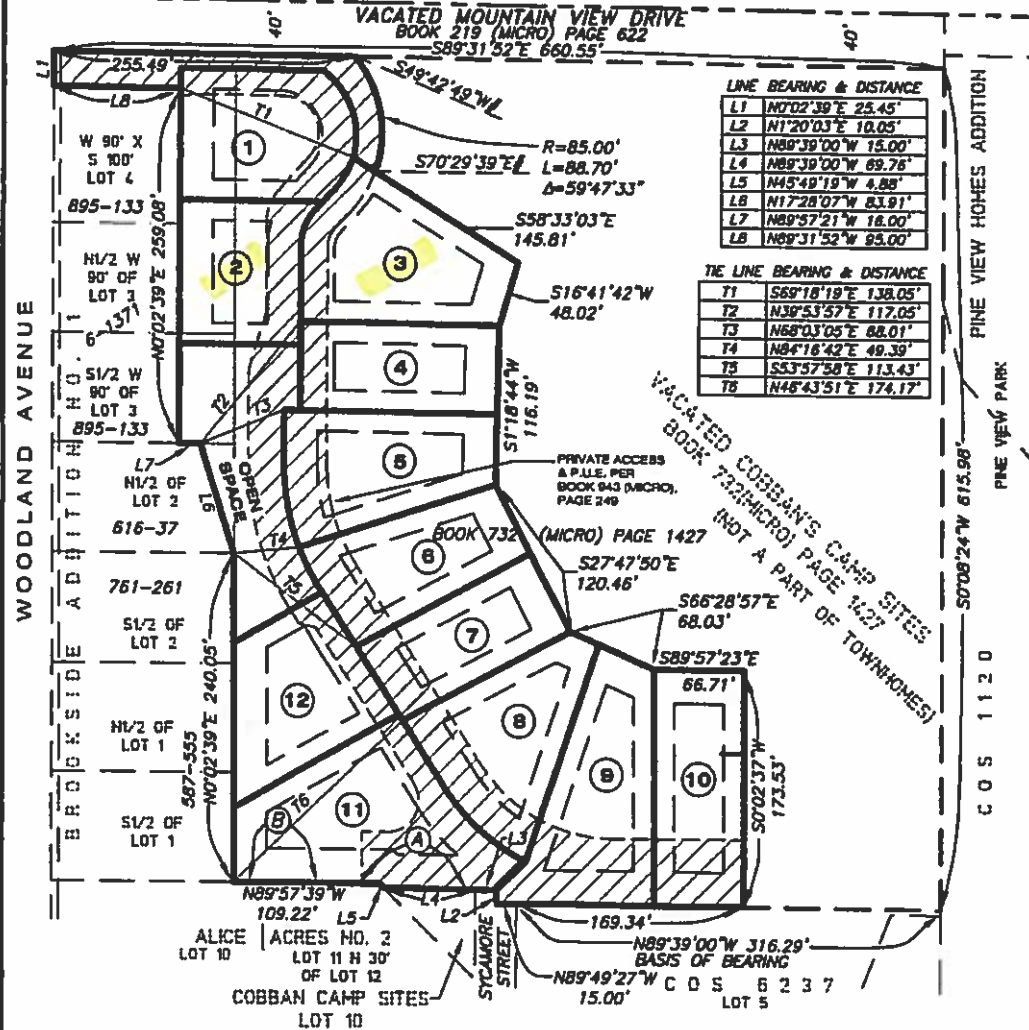 VACATED MOUNTAIN VIEW DRIVE
BOOK 219 (MICRO) PAGE 622
S89°31'52"E 660.55'
40'
40'
L1
255.49'
L8
S49°42'49"W
T1
1
R=85.00'
L=88.70'
Δ=59°47'33"
S70°29'39"E
W 90' X
S 100'
LOT 4
895-133
N0°02'39"E 259.08'
S58°33'03"E
145.81'
2
3
N1/2 W
90' OF
LOT 3
6-1371
S16°41'42"W
48.02'
S1/2 W
90' OF
LOT 3
895-133
4
S1°18'44"W
116.19'
T2
T3
L7
N1/2 OF
LOT 2
616-37
L6
OPEN
SPACE
5
PRIVATE ACCESS
& P.U.E. PER
BOOK 943 (MICRO),
PAGE 249
BOOK 732 (MICRO) PAGE 1427
T4
6
T5
S27°47'50"E
120.46'
761-261
S1/2 OF
LOT 2
7
S66°28'57"E
68.03'
S89°57'23"E
66.71'
12
N1/2 OF
LOT 1
587-555
N0°02'39"E 240.05'
8
9
10
S0°02'37"W
173.53'
S1/2 OF
LOT 1
B
T6
11
A
L3
N89°57'39"W
109.22'
L5
L4
L2
169.34'
ALICE ACRES NO. 2
LOT 10
LOT 11 N 30'
OF LOT 12
SYCAMORE
STREET
N89°39'00"W 316.29'
BASIS OF BEARING
N89°49'27"W
15.00'
COS 6237
LOT 5
COBBAN CAMP SITES
LOT 10
WOODLAND AVENUE
BROOKSIDE ADDITION NO. 1
LINE BEARING & DISTANCE
L1 N0°02'39"E 25.45'
L2 N1°20'03"E 10.05'
L3 N89°39'00"W 15.00'
L4 N89°39'00"W 69.76'
L5 N45°49'19"W 4.88'
L6 N17°28'07"W 83.91'
L7 N89°57'21"W 16.00'
L8 N89°31'52"W 95.00'
TIE LINE BEARING & DISTANCE
T1 S69°18'19"E 138.05'
T2 N39°53'57"E 117.05'
T3 N68°03'05"E 68.01'
T4 N84°16'42"E 49.39'
T5 S53°57'58"E 113.43'
T6 N46°43'51"E 174.17'
VACATED COBBAN'S CAMP SITES
BOOK 732(MICRO) PAGE 1427
(NOT A PART OF TOWNHOMES)
S0°08'24"W 615.98'
PINE VIEW HOMES ADDITION
PINE VIEW PARK
COS 1120